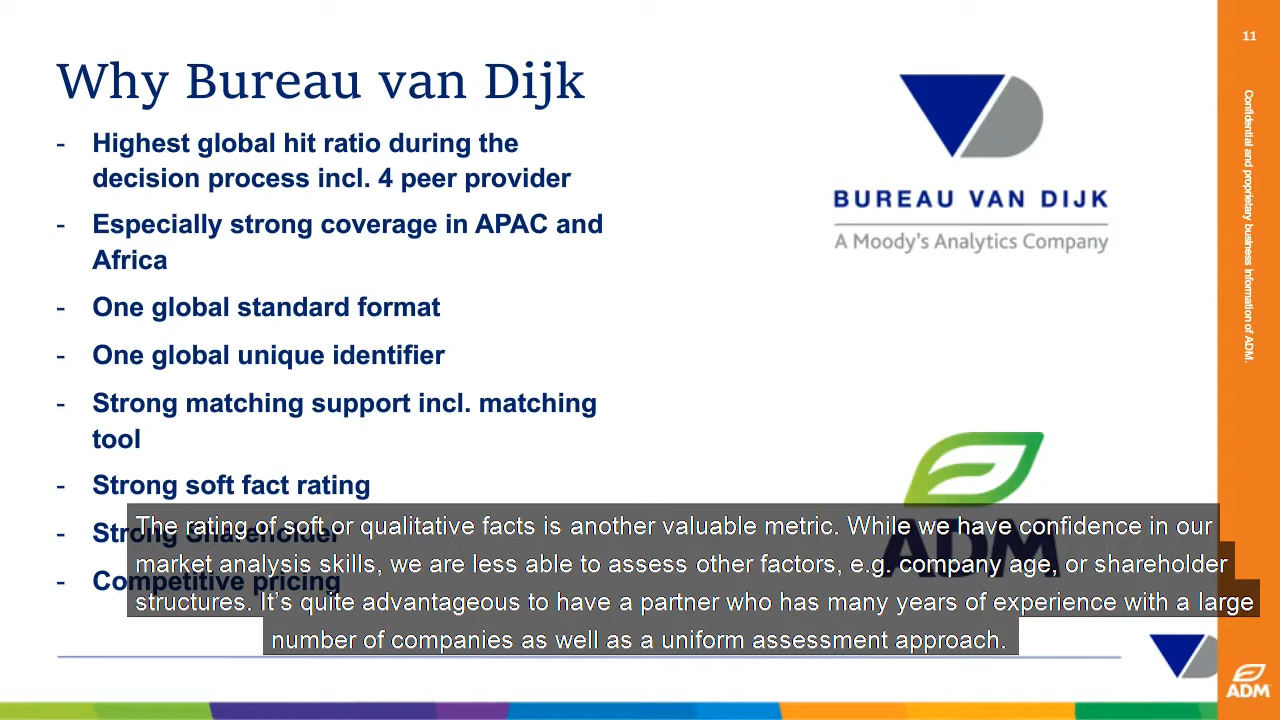 11
Why Bureau van Dijk
- Highest global hit ratio during the
decision process incl. 4 peer provider
- Especially strong coverage in APAC and
Africa
- One global standard format
- One global unique identifier
- Strong matching support incl. matching
tool
- Strong soft fact rating
- Strong Shareholder
- Competitive pricing
BUREAU VAN DIJK
A Moody's Analytics Company
ADM
The rating of soft or qualitative facts is another valuable metric. While we have confidence in our
market analysis skills, we are less able to assess other factors, e.g. company age, or shareholder
structures. It's quite advantageous to have a partner who has many years of experience with a large
number of companies as well as a uniform assessment approach.
Confidential and proprietary business information of ADM.
ADM